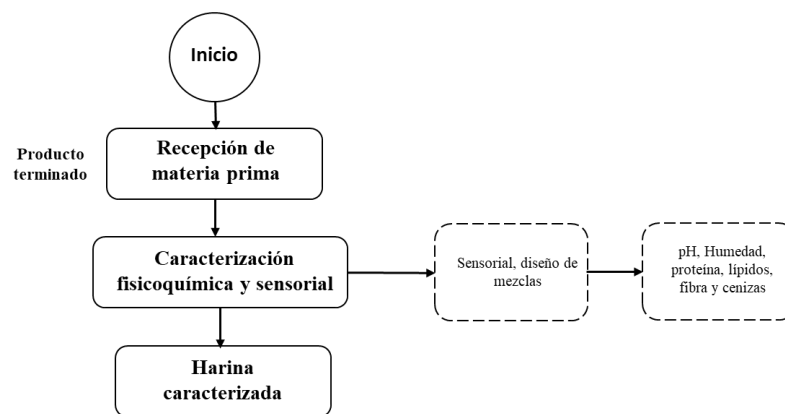 Inicio
Producto
terminado
Recepción de
materia prima
Caracterización
fisicoquímica y sensorial
Sensorial, diseño de
mezclas
pH, Humedad,
proteína, lípidos,
fibra y cenizas
Harina
caracterizada